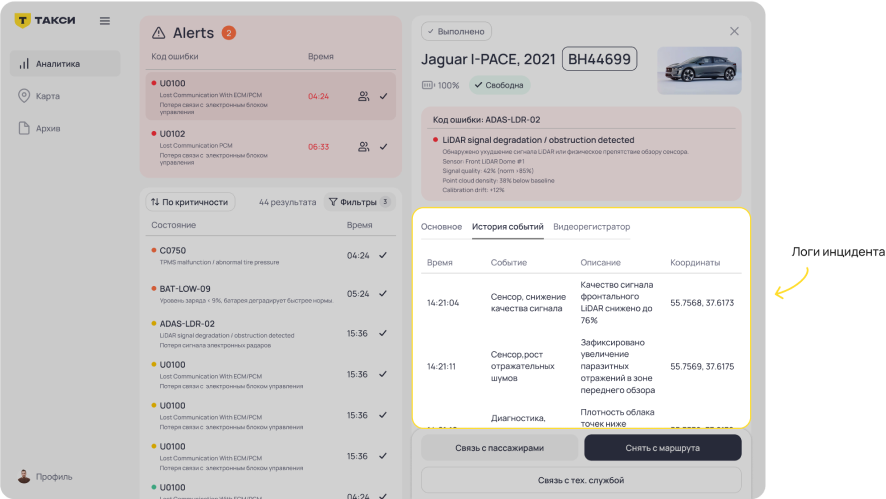 ТАКСИ
Аналитика
Карта
Архив
Профиль
Alerts 2
Код ошибки Время
U0100
Lost Communication With ECM/PCM
Потеря связи с электронным блоком
управления
04:24
U0102
Lost Communication PCM
Потеря связи с электронным блоком
управления
06:33
По критичности 44 результата Фильтры 3
Состояние Время
C0750
TPMS malfunction / abnormal tire pressure
04:24
BAT-LOW-09
Уровень заряда < 9%, батарея деградирует быстрее нормы.
05:24
ADAS-LDR-02
LiDAR signal degradation / obstruction detected
Потеря сигнала электронных радаров
15:36
U0100
Lost Communication With ECM/PCM
Потеря связи с электронным блоком управления
15:36
U0100
Lost Communication With ECM/PCM
Потеря связи с электронным блоком управления
15:36
U0100
Lost Communication With ECM/PCM
Потеря связи с электронным блоком управления
15:36
U0100
Lost Communication With ECM/PCM
04:24
Выполнено
Jaguar I-PACE, 2021 BH44699
100% Свободна
Код ошибки: ADAS-LDR-02
LiDAR signal degradation / obstruction detected
Обнаружено ухудшение сигнала LiDAR или физическое препятствие обзору сенсора.
Sensor: Front LiDAR Dome #1
Signal quality: 42% (norm >85%)
Point cloud density: 38% below baseline
Calibration drift: +12%
Основное История событий Видеорегистратор
Время Событие Описание Координаты
14:21:04
Сенсор, снижение
качества сигнала
Качество сигнала
фронтального
LiDAR снижено до
76%
55.7568, 37.6173
14:21:11
Сенсор,рост
отражательных
шумов
Зафиксировано
увеличение
паразитных
отражений в зоне
переднего обзора
55.7569, 37.6175
Диагностика,
Плотность облака
точек ниже
Связь с пассажирами Снять с маршрута
Связь с тех. службой
Логи инцидента